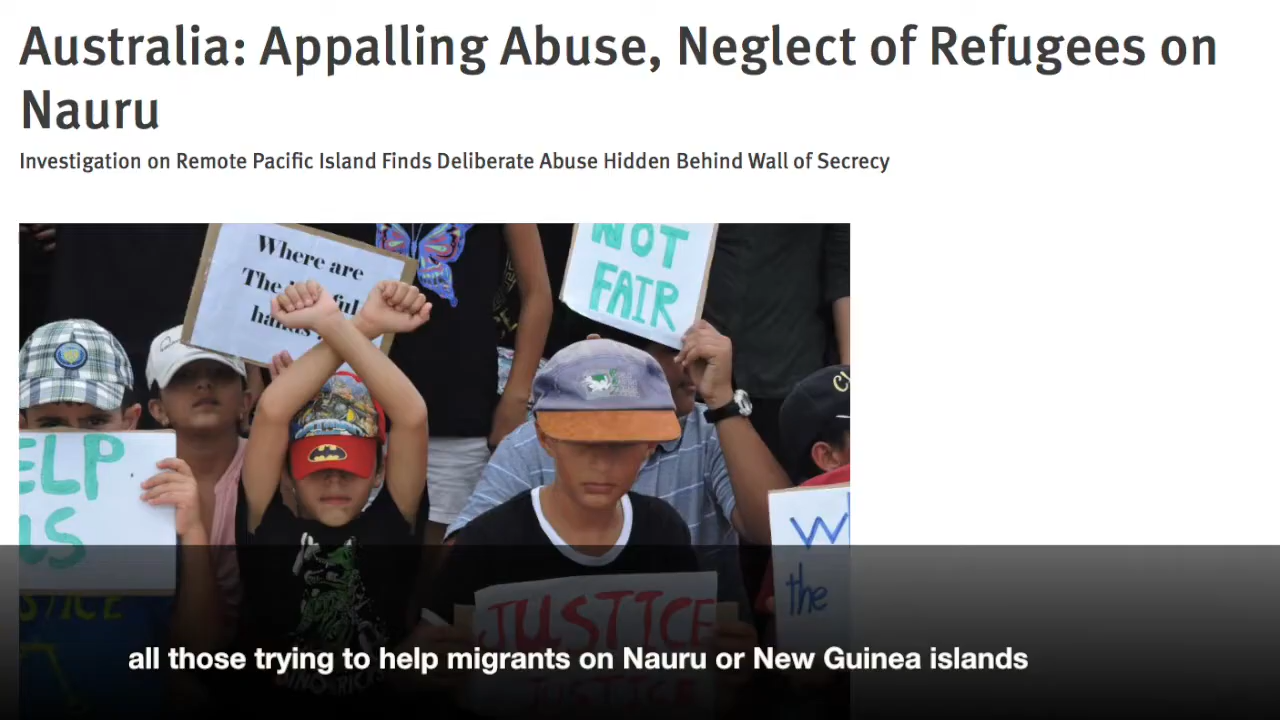 Australia: Appalling Abuse, Neglect of Refugees on
Nauru
Investigation on Remote Pacific Island Finds Deliberate Abuse Hidden Behind Wall of Secrecy
Where are
The
NOT
FAIR
ELP
US
the
JUSTICE
JUSTICE
all those trying to help migrants on Nauru or New Guinea islands